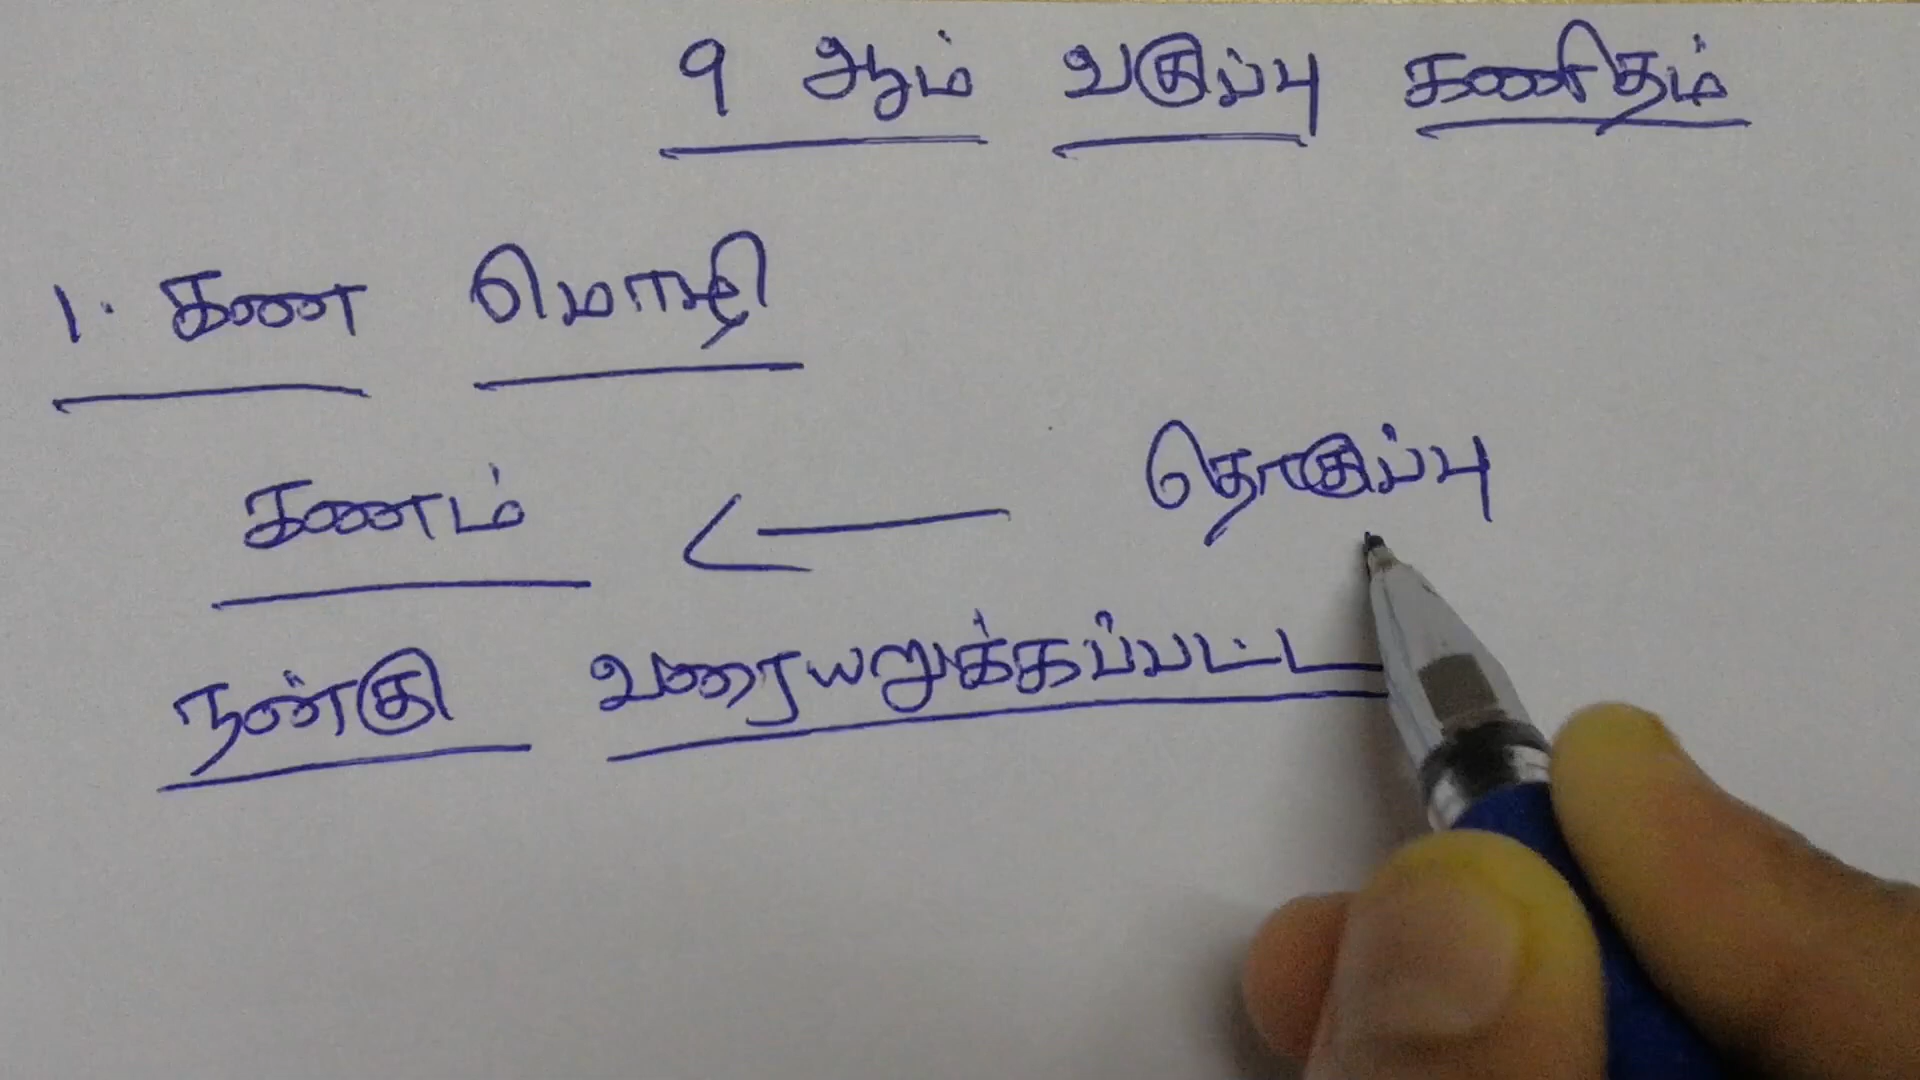 9 ஆம் வகுப்பு கணிதம்
1. கண மொழி
கணம் ← தொகுப்பு
நன்கு வரையறுக்கப்பட்ட